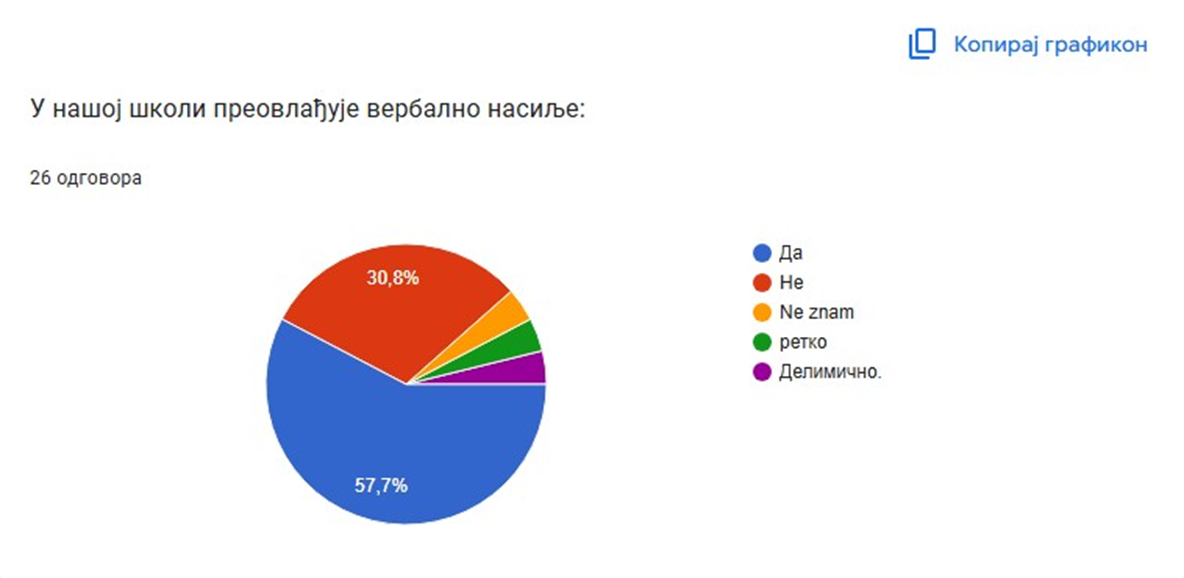 Копирај графикон
У нашој школи преовлађује вербално насиље:
26 одговора
30,8%
57,7%
Да
Не
Ne znam
ретко
Делимично.